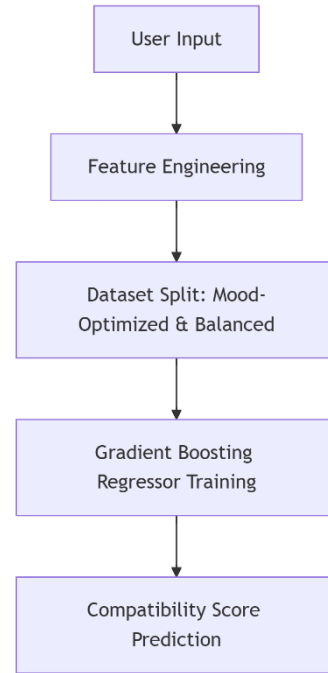 User Input
Feature Engineering
Dataset Split: Mood-
Optimized & Balanced
Gradient Boosting
Regressor Training
Compatibility Score
Prediction